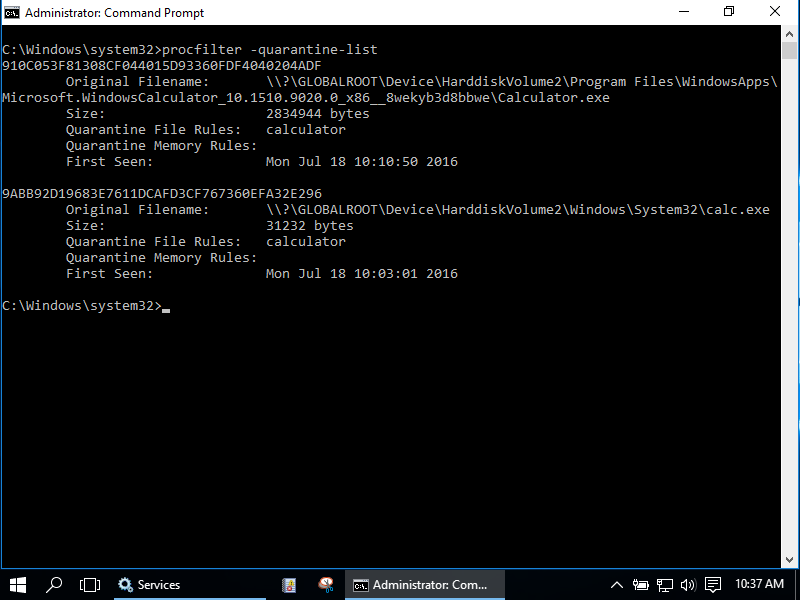 Administrator: Command Prompt
C:\Windows\system32>procfilter -quarantine-list
910C053F81308CF044015D93360FDF4040204ADF
Original Filename: \\?\GLOBALROOT\Device\HarddiskVolume2\Program Files\WindowsApps\
Microsoft.WindowsCalculator_10.1510.9020.0_x86__8wekyb3d8bbwe\Calculator.exe
Size: 2834944 bytes
Quarantine File Rules: calculator
Quarantine Memory Rules:
First Seen: Mon Jul 18 10:10:50 2016
9ABB92D19683E7611DCAFD3CF767360EFA32E296
Original Filename: \\?\GLOBALROOT\Device\HarddiskVolume2\Windows\System32\calc.exe
Size: 31232 bytes
Quarantine File Rules: calculator
Quarantine Memory Rules:
First Seen: Mon Jul 18 10:03:01 2016
C:\Windows\system32>
Services
Administrator: Com...
10:37 AM